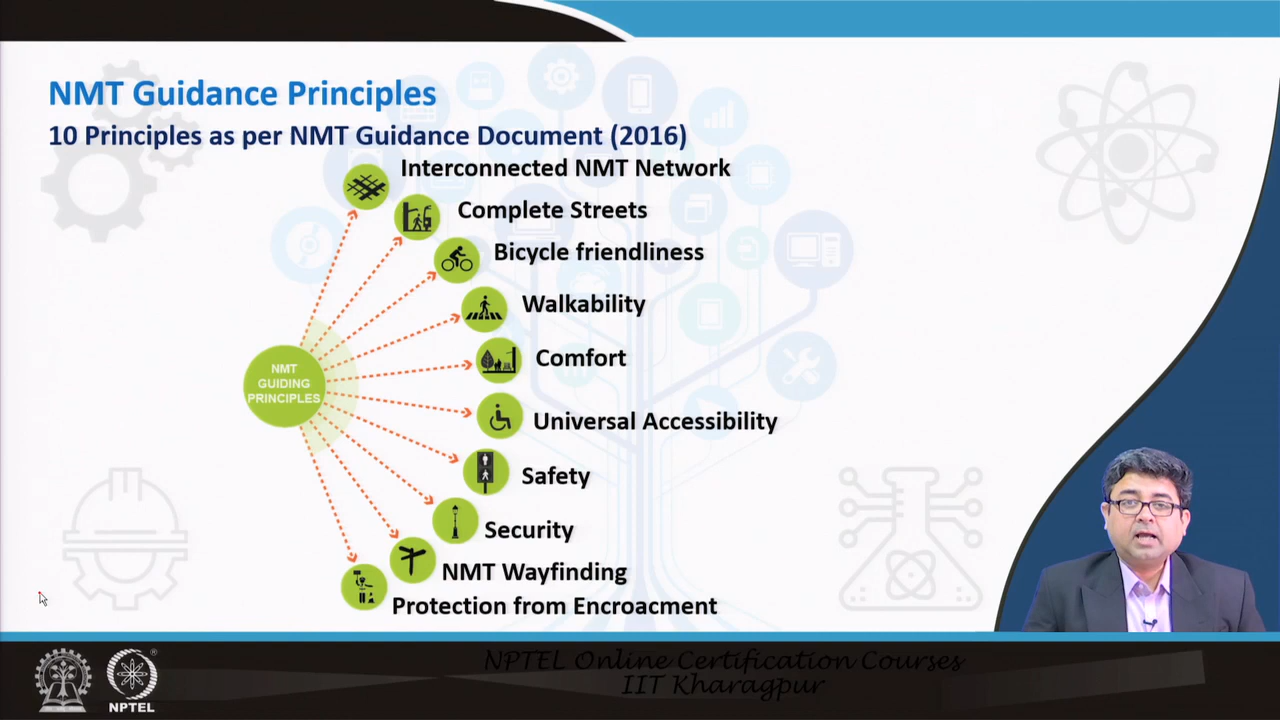 NMT Guidance Principles
10 Principles as per NMT Guidance Document (2016)
Interconnected NMT Network
Complete Streets
Bicycle friendliness
Walkability
Comfort
Universal Accessibility
Safety
Security
NMT Wayfinding
Protection from Encroacment
NMT
GUIDING
PRINCIPLES
NPTEL Online Certification Courses
IIT Kharagpur
NPTEL
®